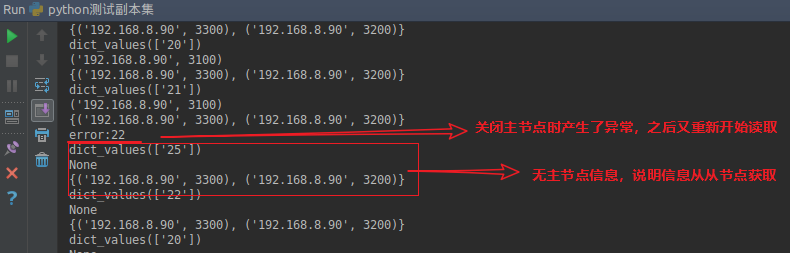 Run python测试副本集
{('192.168.8.90', 3300), ('192.168.8.90', 3200)}
dict_values(['20'])
('192.168.8.90', 3100)
{('192.168.8.90', 3300), ('192.168.8.90', 3200)}
dict_values(['21'])
('192.168.8.90', 3100)
{('192.168.8.90', 3300), ('192.168.8.90', 3200)}
error:22
关闭主节点时产生了异常，之后又重新开始读取
dict_values(['25'])
None
{('192.168.8.90', 3300), ('192.168.8.90', 3200)}
无主节点信息，说明信息从从节点获取
dict_values(['22'])
None
{('192.168.8.90', 3300), ('192.168.8.90', 3200)}
dict_values(['20'])
None